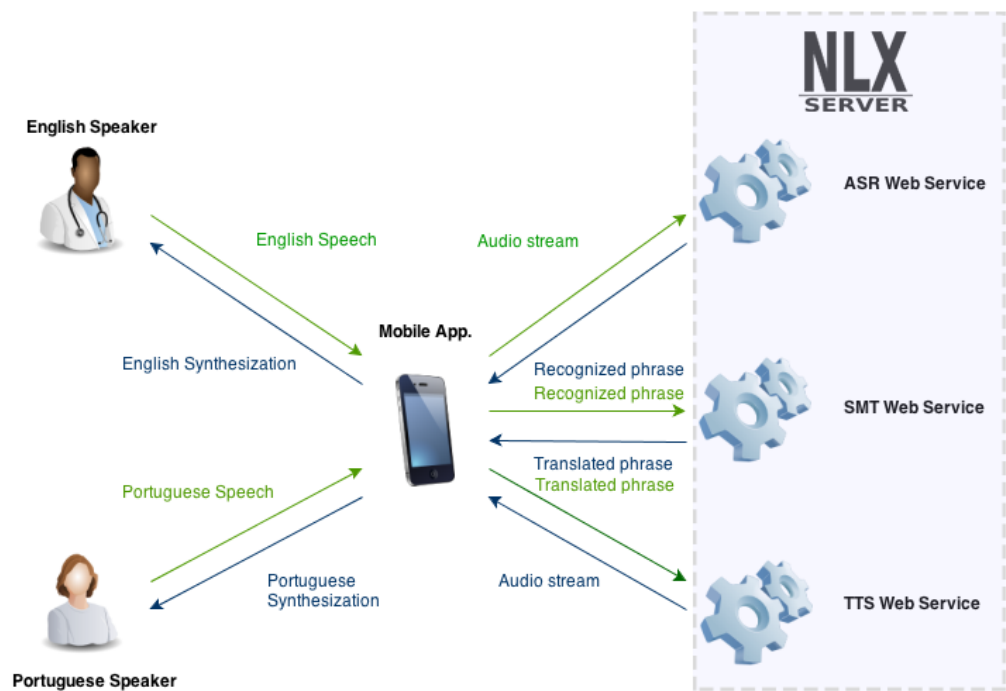 NLX
SERVER
English Speaker
ASR Web Service
English Speech
Audio stream
Mobile App.
English Synthesization
Recognized phrase
Recognized phrase
SMT Web Service
Translated phrase
Translated phrase
Portuguese Speech
Portuguese
Synthesization
Audio stream
TTS Web Service
Portuguese Speaker